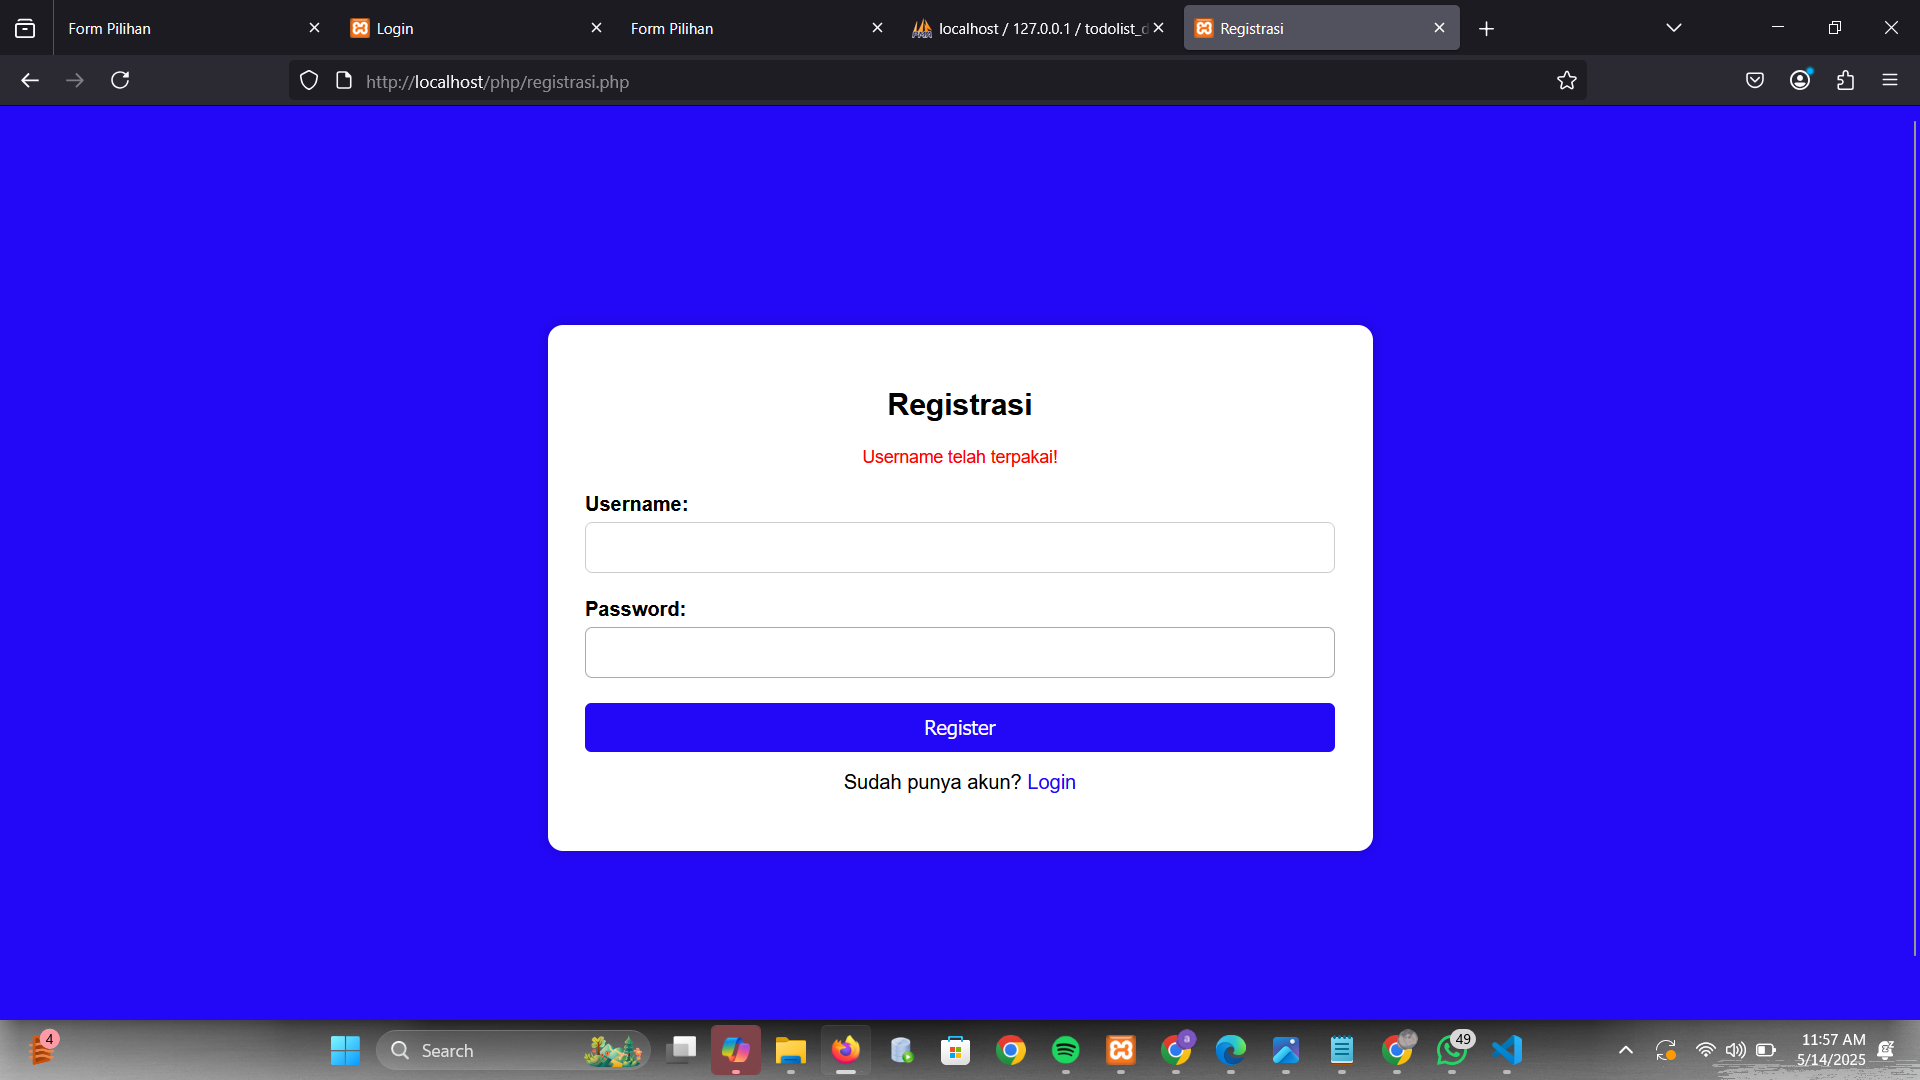 Form Pilihan
Login
Form Pilihan
localhost / 127.0.0.1 / todolist_d
Registrasi
http://localhost/php/registrasi.php
Registrasi
Username telah terpakai!
Username:
Password:
Register
Sudah punya akun? Login
4
Search
a
49
11:57 AM
5/14/2025